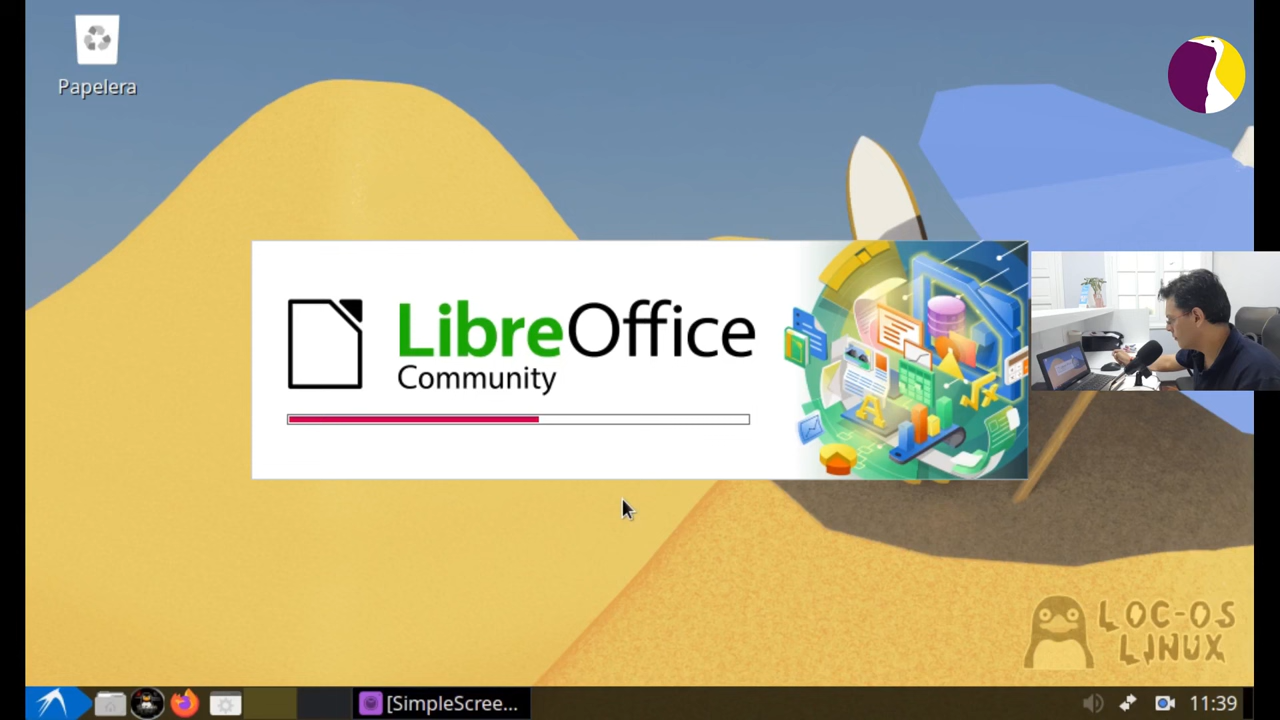 Papelera
LibreOffice
Community
LOC-OS
LINUX
[SimpleScree...
11:39